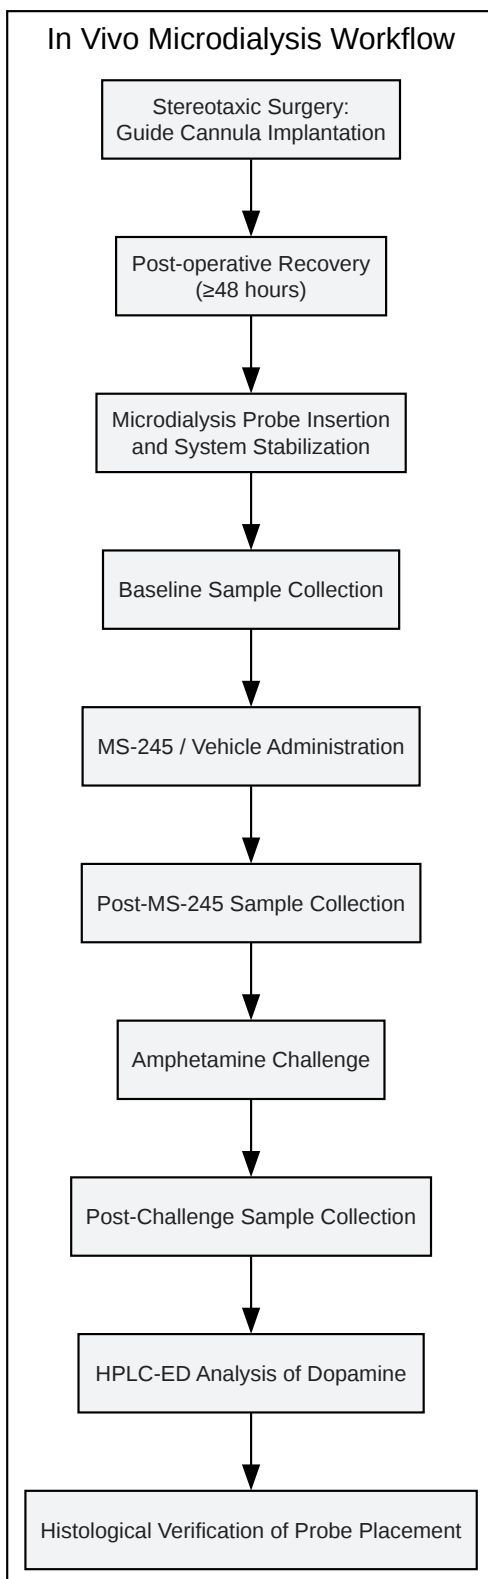 In Vivo Microdialysis Workflow
Stereotaxic Surgery:
Guide Cannula Implantation
Post-operative Recovery
(≥48 hours)
Microdialysis Probe Insertion
and System Stabilization
Baseline Sample Collection
MS-245 / Vehicle Administration
Post-MS-245 Sample Collection
Amphetamine Challenge
Post-Challenge Sample Collection
HPLC-ED Analysis of Dopamine
Histological Verification of Probe Placement